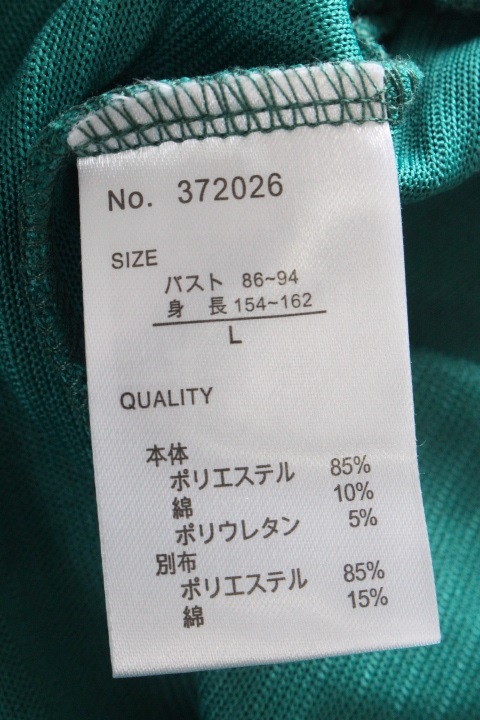 No. 372026
SIZE
バスト 86~94
身 長 154~162
L
QUALITY
本体
ポリエステル 85%
綿 10%
ポリウレタン 5%
別布
ポリエステル 85%
綿 15%